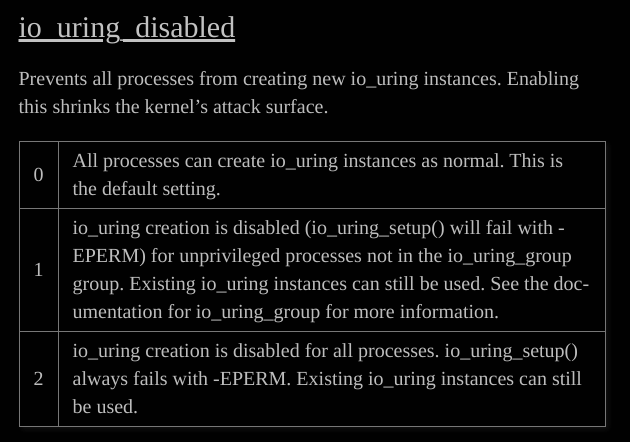 io_uring_disabled
Prevents all processes from creating new io_uring instances. Enabling
this shrinks the kernel’s attack surface.
0
All processes can create io_uring instances as normal. This is
the default setting.
1
io_uring creation is disabled (io_uring_setup() will fail with -
EPERM) for unprivileged processes not in the io_uring_group
group. Existing io_uring instances can still be used. See the doc-
umentation for io_uring_group for more information.
2
io_uring creation is disabled for all processes. io_uring_setup()
always fails with -EPERM. Existing io_uring instances can still
be used.